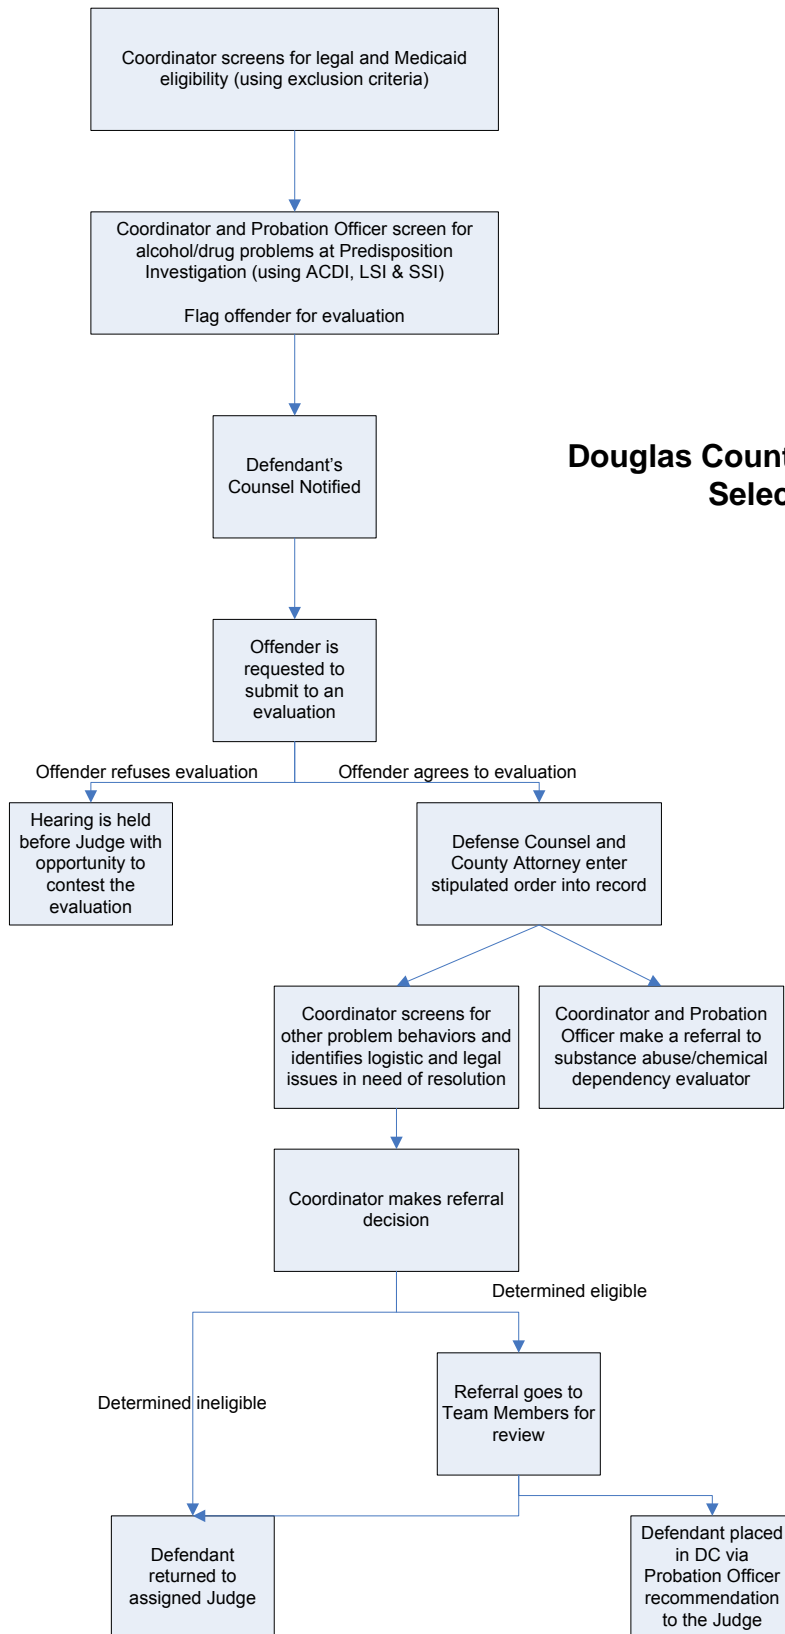 Coordinator screens for legal and Medicaid
eligibility (using exclusion criteria)
Coordinator and Probation Officer screen for
alcohol/drug problems at Predisposition
Investigation (using ACDI, LSI & SSI)
Flag offender for evaluation
Defendant's
Counsel Notified
Douglas Count
Selec
Offender is
requested to
submit to an
evaluation
Offender refuses evaluation
Offender agrees to evaluation
Hearing is held
before Judge with
opportunity to
contest the
evaluation
Defense Counsel and
County Attorney enter
stipulated order into record
Coordinator screens for
other problem behaviors and
identifies logistic and legal
issues in need of resolution
Coordinator and Probation
Officer make a referral to
substance abuse/chemical
dependency evaluator
Coordinator makes referral
decision
Determined eligible
Determined ineligible
Referral goes to
Team Members for
review
Defendant
returned to
assigned Judge
Defendant placed
in DC via
Probation Officer
recommendation
to the Judge